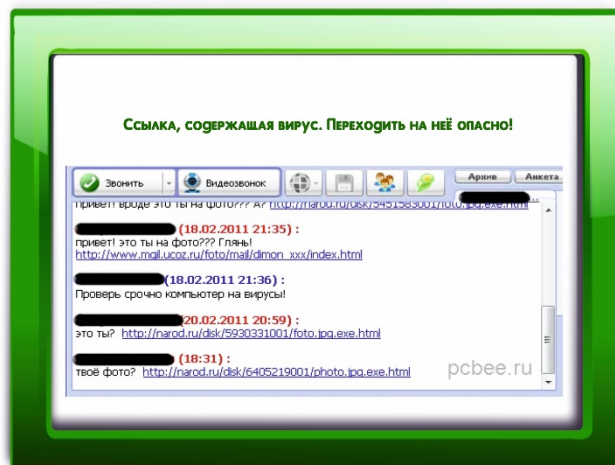 Ссылка, содержащая вирус. Переходить на неё опасно!
Звонить
Видеозвонок
Архив
Анкета
привет! вроде это ты на фото??? А? http://narod.ru/disk/5451583001/foto.jpg.exe.html
(18.02.2011 21:35) :
привет! это ты на фото??? Глянь!
http://www.mqil.ucoz.ru/foto/mail/dimon_xxx/index.html
(18.02.2011 21:36) :
Проверь срочно компьютер на вирусы!
20.02.2011 20:59) :
это ты? http://narod.ru/disk/5930331001/foto.jpg.exe.html
(18:31) :
твоё фото? http://narod.ru/disk/6405219001/photo.jpg.exe.html
pcbee.ru